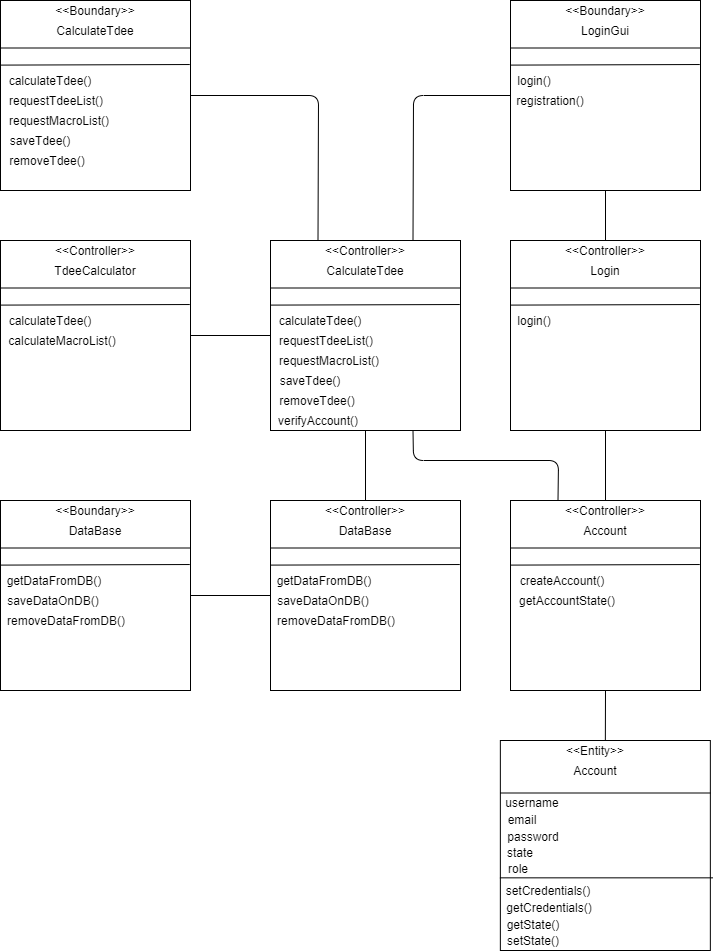 <<Boundary>>
CalculateTdee
calculateTdee()
requestTdeeList()
requestMacroList()
saveTdee()
removeTdee()
<<Boundary>>
LoginGui
login()
registration()
<<Controller>>
TdeeCalculator
calculateTdee()
calculateMacroList()
<<Controller>>
CalculateTdee
calculateTdee()
requestTdeeList()
requestMacroList()
saveTdee()
removeTdee()
verifyAccount()
<<Controller>>
Login
login()
<<Boundary>>
DataBase
getDataFromDB()
saveDataOnDB()
removeDataFromDB()
<<Controller>>
DataBase
getDataFromDB()
saveDataOnDB()
removeDataFromDB()
<<Controller>>
Account
createAccount()
getAccountState()
<<Entity>>
Account
username
email
password
state
role
setCredentials()
getCredentials()
getState()
setState()